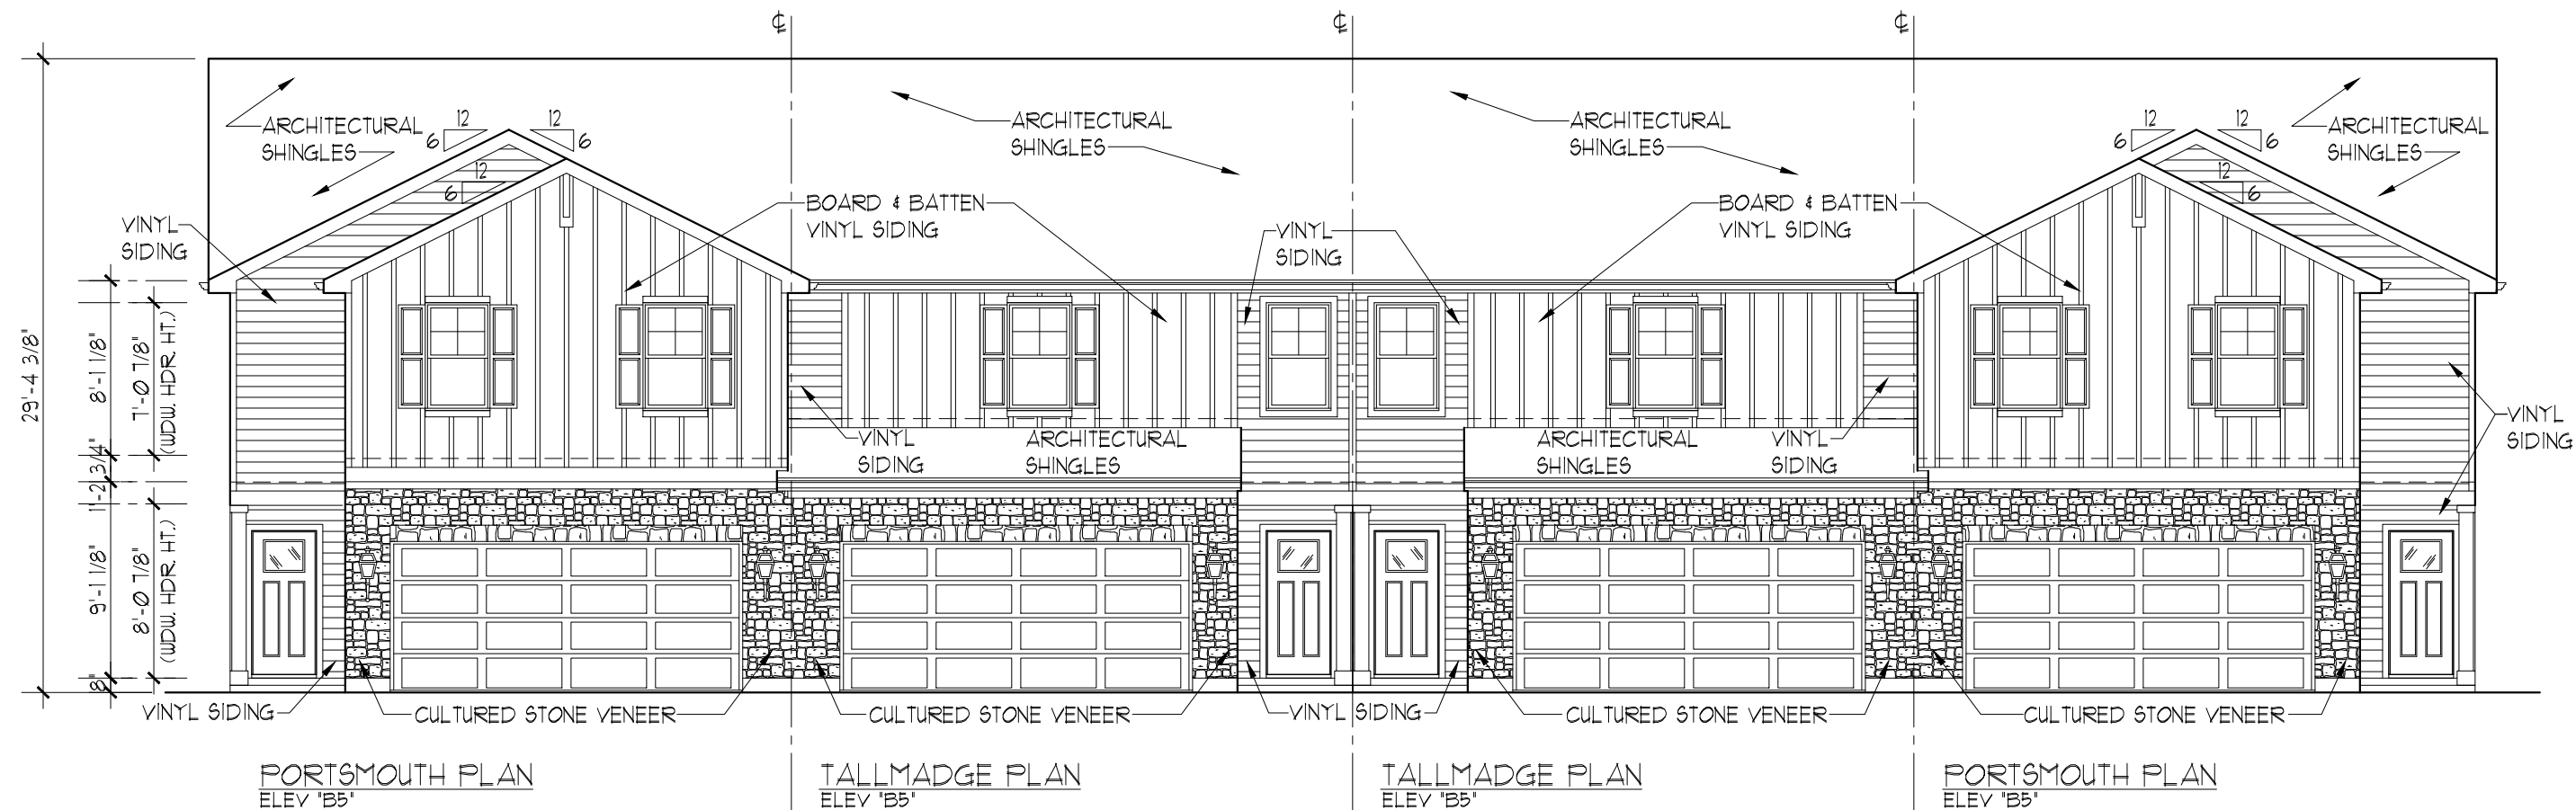 ℄
℄
℄
ARCHITECTURAL
SHINGLES
12
6
12
6
12
6
ARCHITECTURAL
SHINGLES
ARCHITECTURAL
SHINGLES
12
6
12
6
12
6
ARCHITECTURAL
SHINGLES
VINYL
SIDING
BOARD & BATTEN
VINYL SIDING
VINYL
SIDING
BOARD & BATTEN
VINYL SIDING
29'-4 3/8"
8'-1 1/8"
7'-0 7/8"
(WDW. HDR. HT.)
1'-2 3/4"
9'-1 1/8"
8'-0 7/8"
(WDW. HDR. HT.)
8"
VINYL
SIDING
ARCHITECTURAL
SHINGLES
ARCHITECTURAL
SHINGLES
VINYL
SIDING
VINYL
SIDING
VINYL SIDING
CULTURED STONE VENEER
CULTURED STONE VENEER
VINYL SIDING
CULTURED STONE VENEER
CULTURED STONE VENEER
PORTSMOUTH PLAN
ELEV "B5"
TALLMADGE PLAN
ELEV "B5"
TALLMADGE PLAN
ELEV "B5"
PORTSMOUTH PLAN
ELEV "B5"